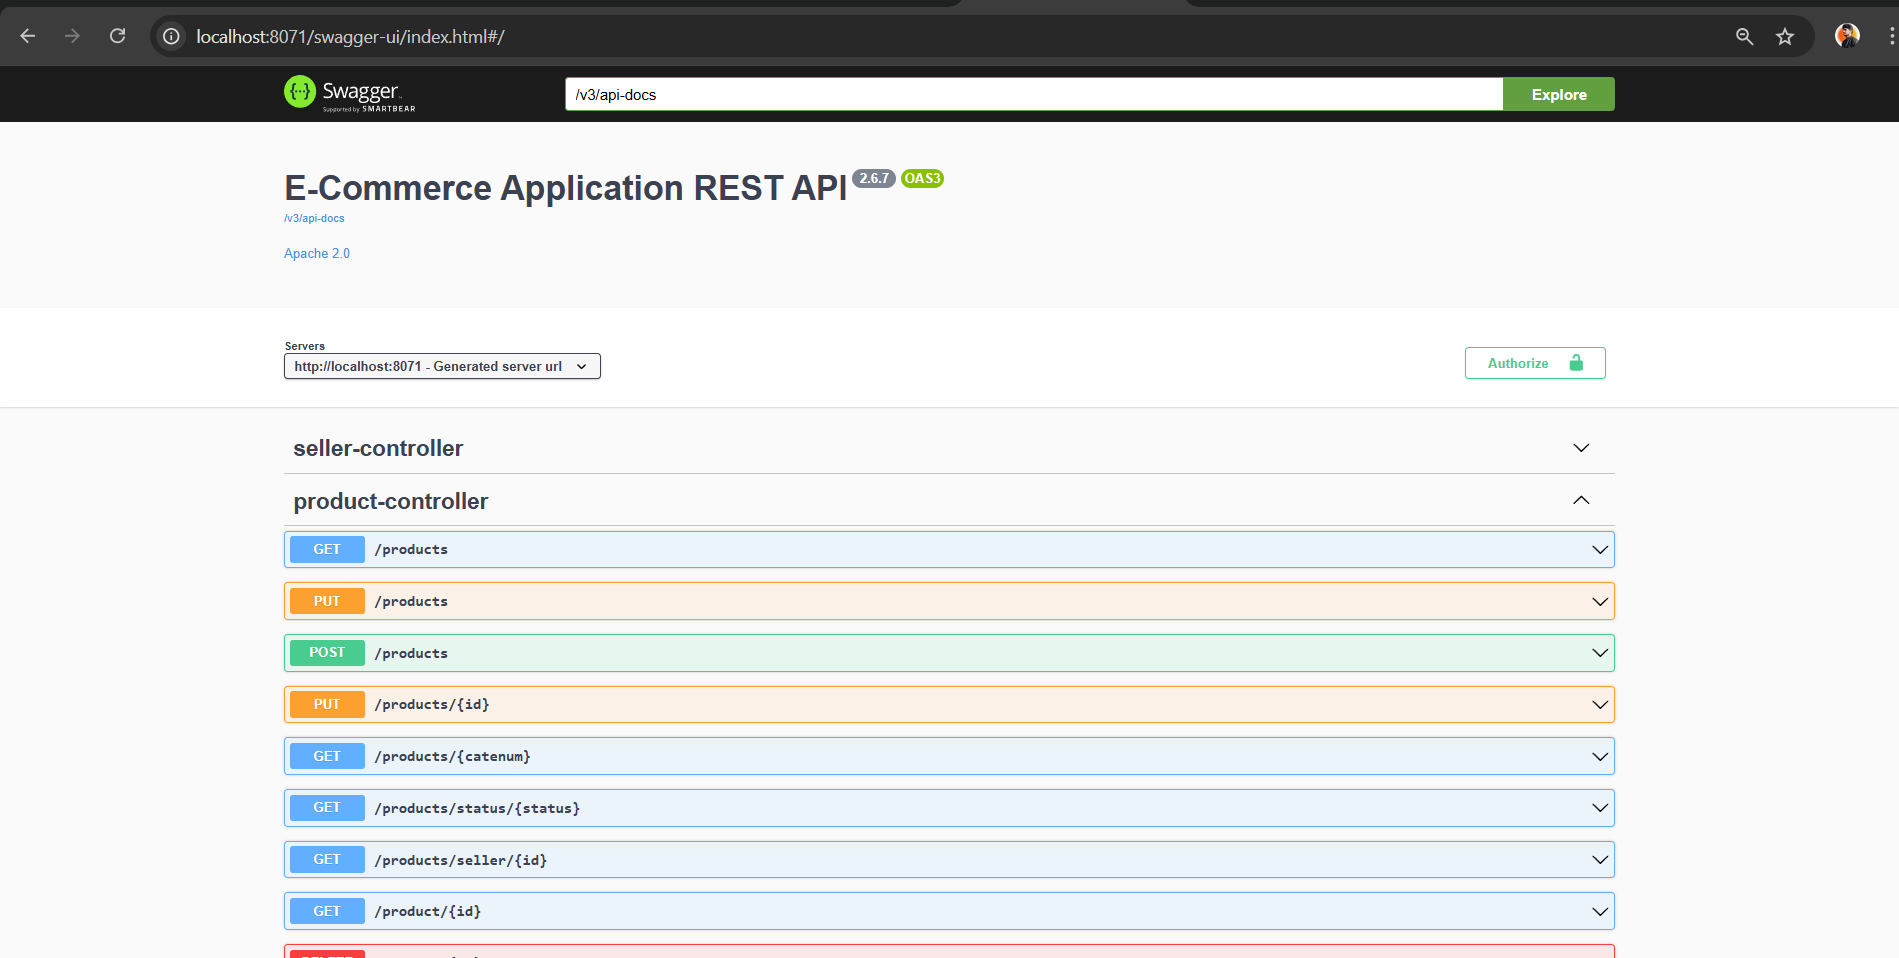 localhost:8071/swagger-ui/index.html#/
Swagger
Supported by SMARTBEAR
/v3/api-docs
Explore
E-Commerce Application REST API 2.6.7 OAS3
/v3/api-docs
Apache 2.0
Servers
http://localhost:8071 - Generated server url
Authorize
seller-controller
product-controller
GET /products
PUT /products
POST /products
PUT /products/{id}
GET /products/{catenum}
GET /products/status/{status}
GET /products/seller/{id}
GET /product/{id}